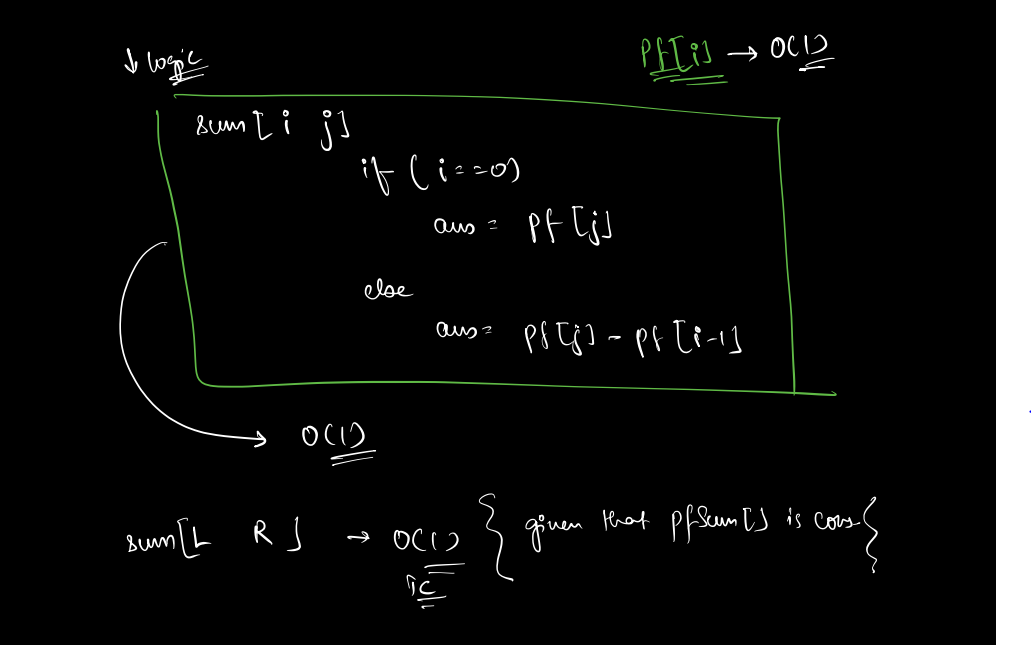 ↓ logic
Pf[i] → O(1)
sum[ i j]
if ( i==0)
ans = Pf[j]
else
ans= Pf[j] - Pf[i-1]
O(1)
sum[L R] → O(1) { given that PfSum[] is cons }
TC